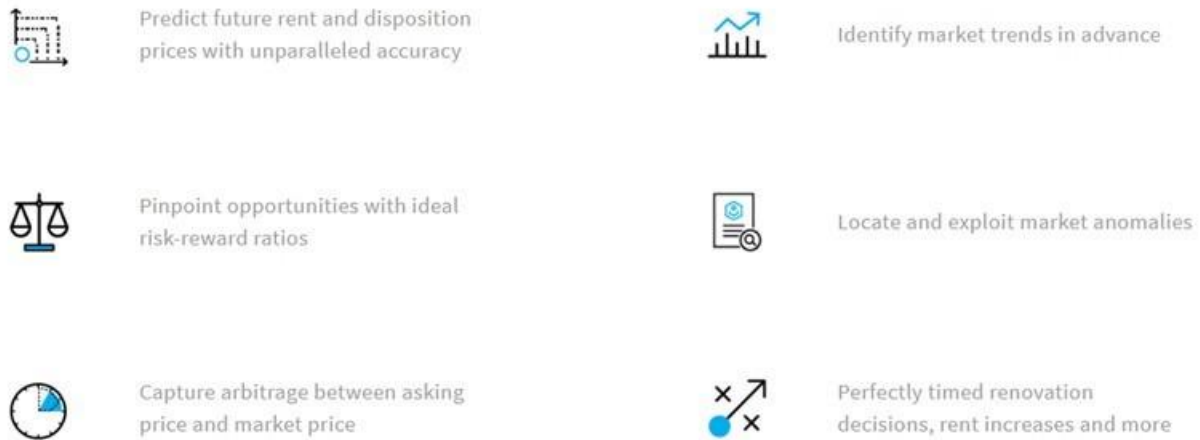 Predict future rent and disposition
prices with unparalleled accuracy
Identify market trends in advance
Pinpoint opportunities with ideal
risk-reward ratios
Locate and exploit market anomalies
Capture arbitrage between asking
price and market price
Perfectly timed renovation
decisions, rent increases and more